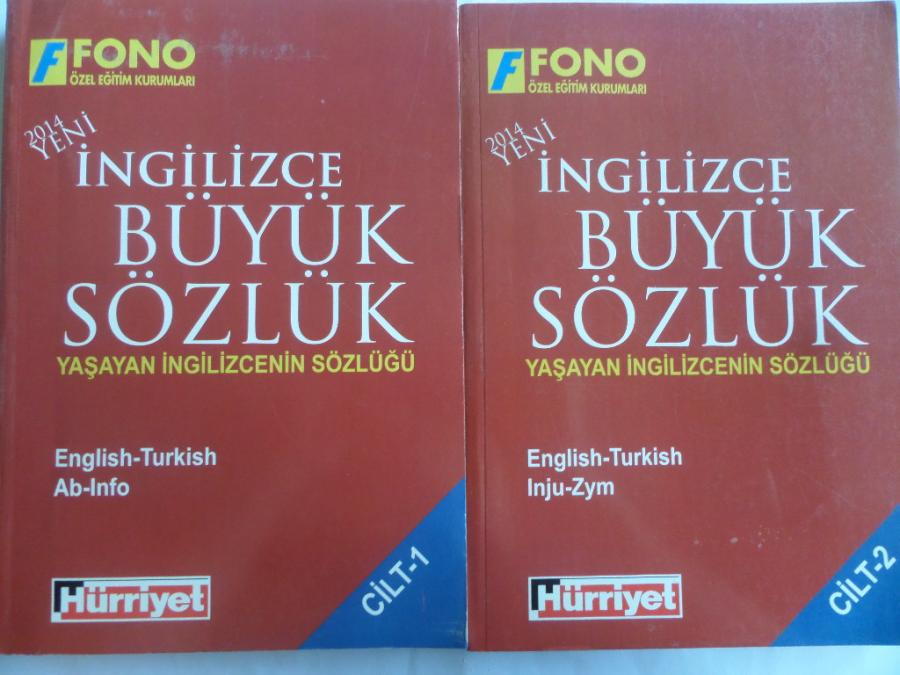 FONO
ÖZEL EĞİTİM KURUMLARI
2014
YENİ
İNGİLİZCE
BÜYÜK
SÖZLÜK
YAŞAYAN İNGİLİZCENİN SÖZLÜĞÜ
English-Turkish
Ab-Info
Hürriyet
CİLT-1
FONO
ÖZEL EĞİTİM KURUMLARI
2014
YENİ
İNGİLİZCE
BÜYÜK
SÖZLÜK
YAŞAYAN İNGİLİZCENİN SÖZLÜĞÜ
English-Turkish
Inju-Zym
Hürriyet
CİLT-2